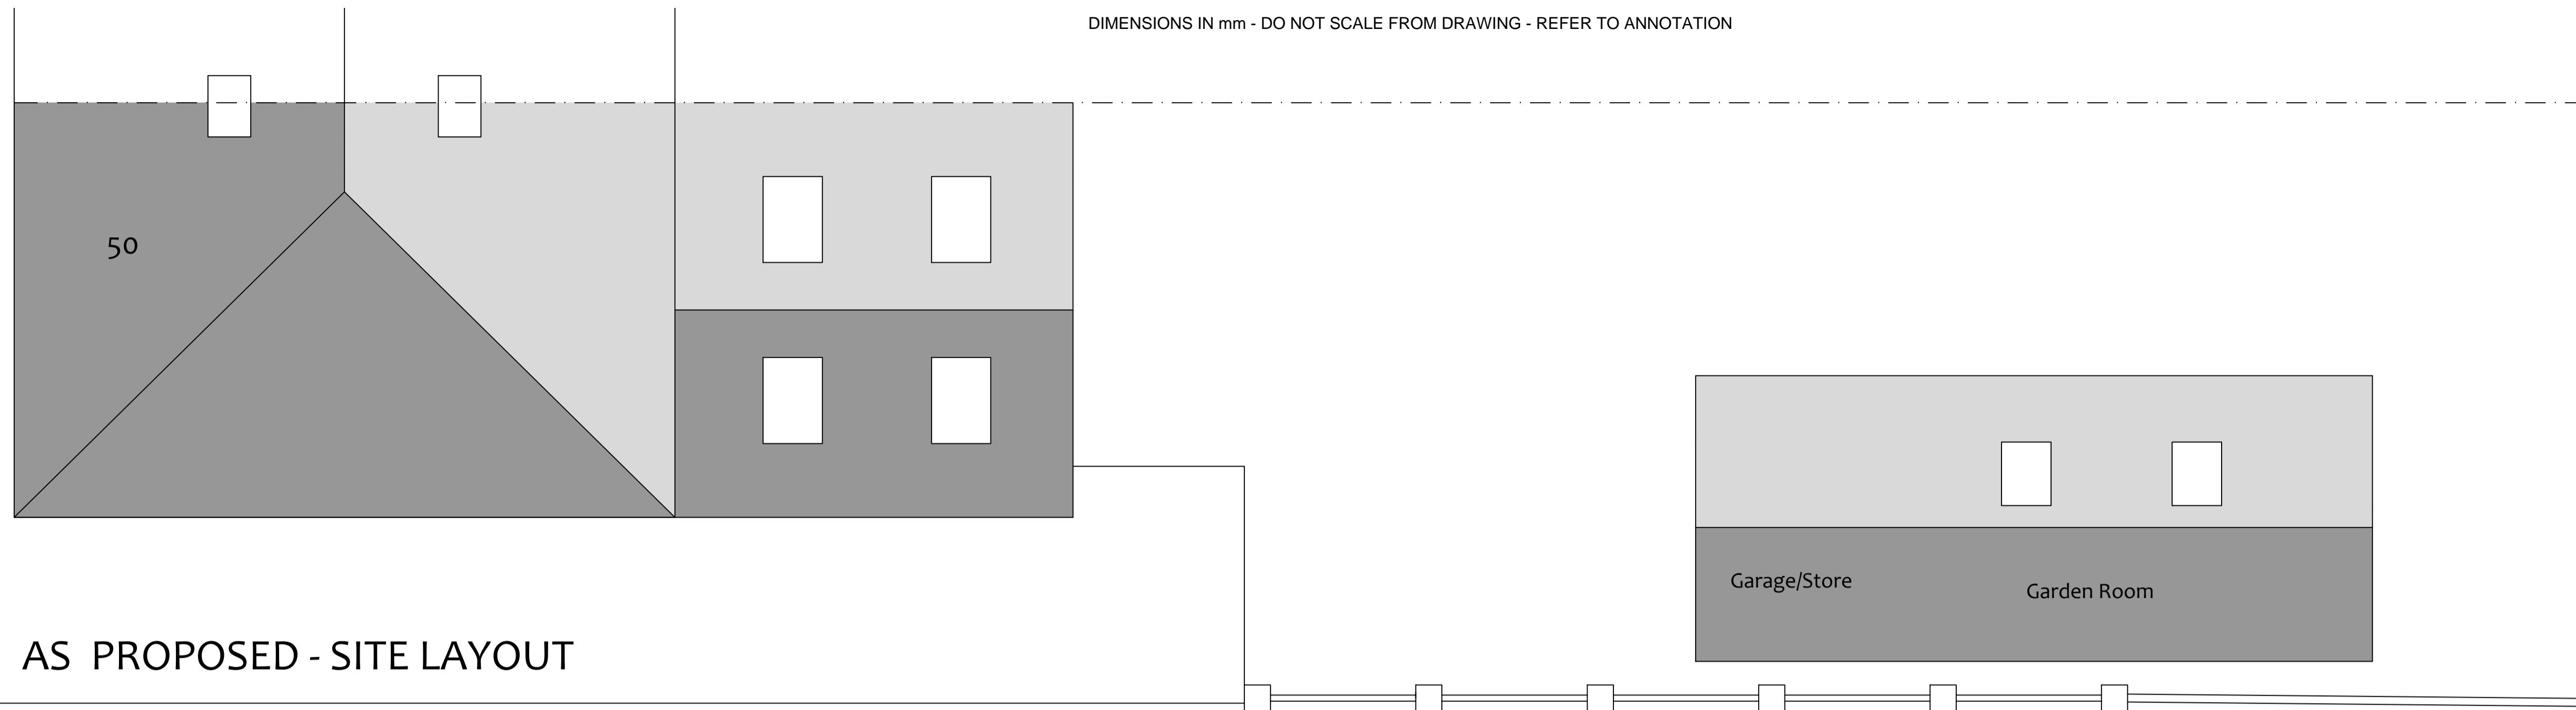 DIMENSIONS IN mm - DO NOT SCALE FROM DRAWING - REFER TO ANNOTATION
50
Garage/Store
Garden Room
AS PROPOSED - SITE LAYOUT